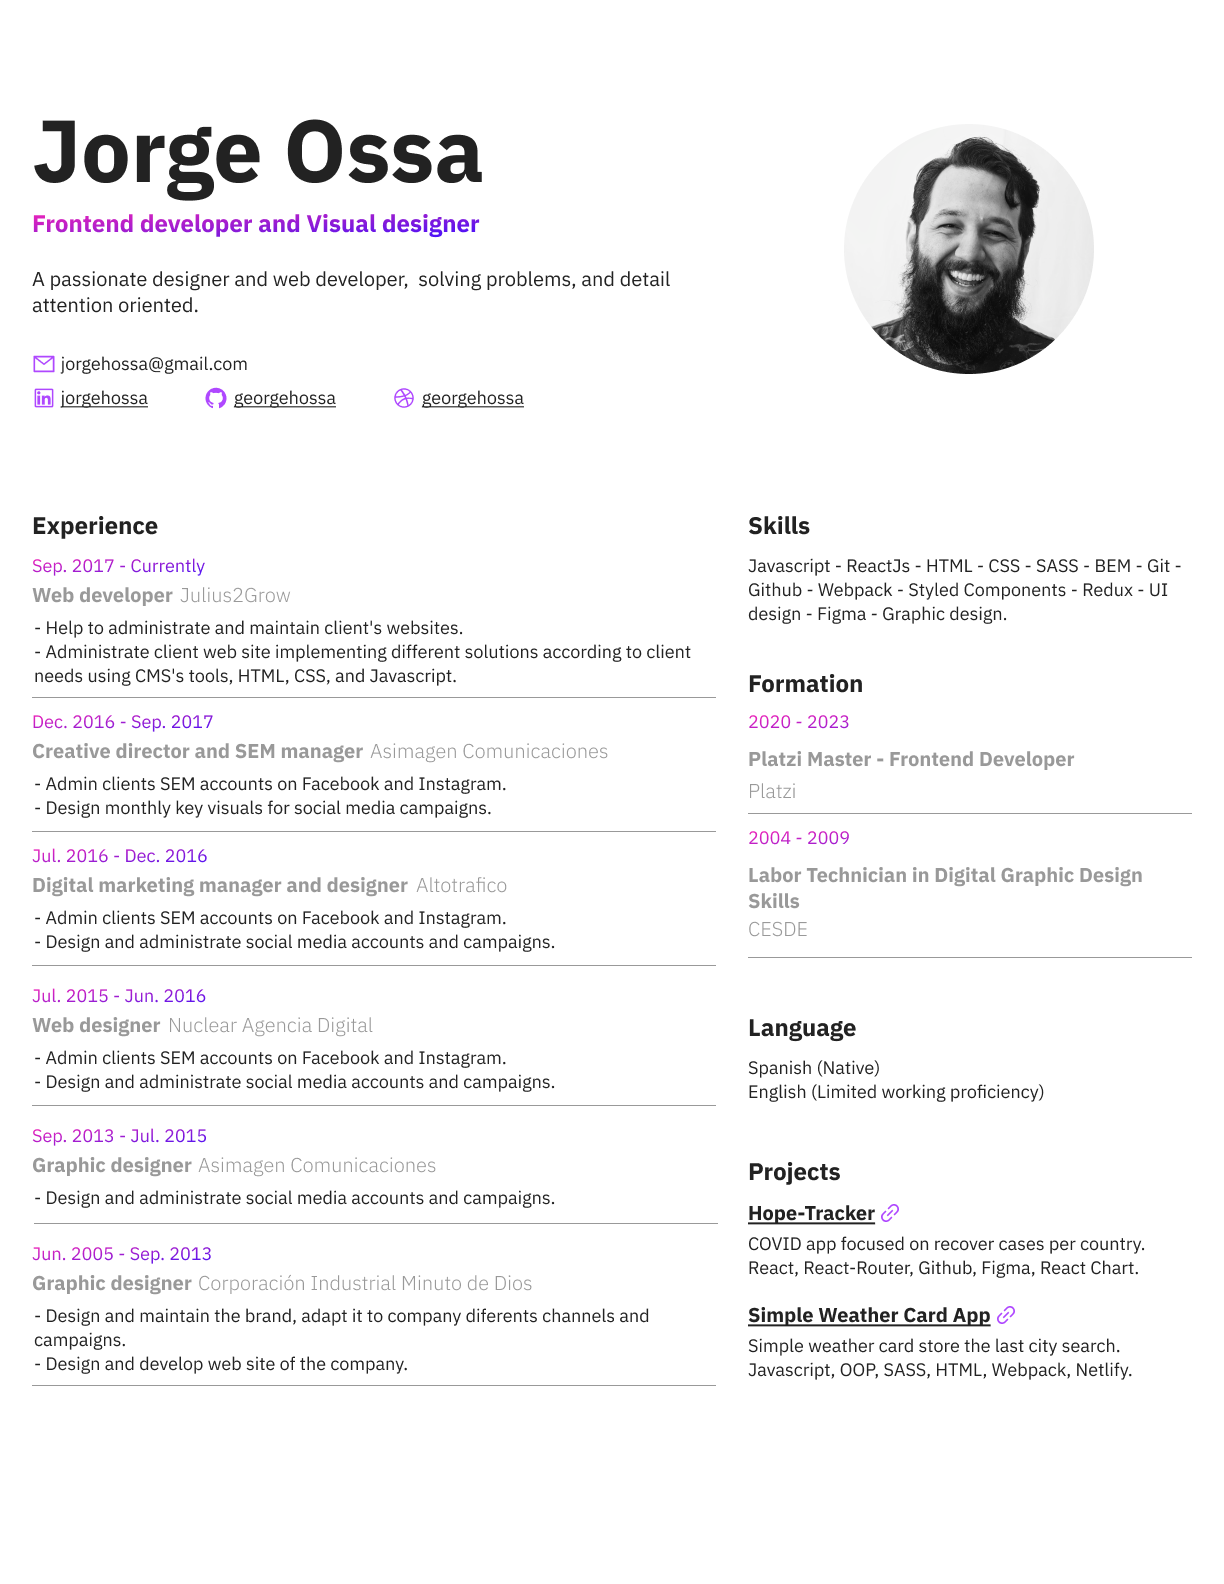 Jorge Ossa
Frontend developer and Visual designer
A passionate designer and web developer,  solving problems, and detail
attention oriented.
jorgehossa@gmail.com
jorgehossa georgehossa georgehossa
Experience
Sep. 2017 - Currently
Web developer Julius2Grow
- Help to administrate and maintain client's websites.
- Administrate client web site implementing different solutions according to client
needs using CMS's tools, HTML, CSS, and Javascript.
Dec. 2016 - Sep. 2017
Creative director and SEM manager Asimagen Comunicaciones
- Admin clients SEM accounts on Facebook and Instagram.
- Design monthly key visuals for social media campaigns.
Jul. 2016 - Dec. 2016
Digital marketing manager and designer Altotrafico
- Admin clients SEM accounts on Facebook and Instagram.
- Design and administrate social media accounts and campaigns.
Jul. 2015 - Jun. 2016
Web designer Nuclear Agencia Digital
- Admin clients SEM accounts on Facebook and Instagram.
- Design and administrate social media accounts and campaigns.
Sep. 2013 - Jul. 2015
Graphic designer Asimagen Comunicaciones
- Design and administrate social media accounts and campaigns.
Jun. 2005 - Sep. 2013
Graphic designer Corporación Industrial Minuto de Dios
- Design and maintain the brand, adapt it to company diferents channels and
campaigns.
- Design and develop web site of the company.
Skills
Javascript - ReactJs - HTML - CSS - SASS - BEM - Git -
Github - Webpack - Styled Components - Redux - UI
design - Figma - Graphic design.
Formation
2020 - 2023
Platzi Master - Frontend Developer
Platzi
2004 - 2009
Labor Technician in Digital Graphic Design
Skills
CESDE
Language
Spanish (Native)
English (Limited working proficiency)
Projects
Hope-Tracker
COVID app focused on recover cases per country.
React, React-Router, Github, Figma, React Chart.
Simple Weather Card App
Simple weather card store the last city search.
Javascript, OOP, SASS, HTML, Webpack, Netlify.